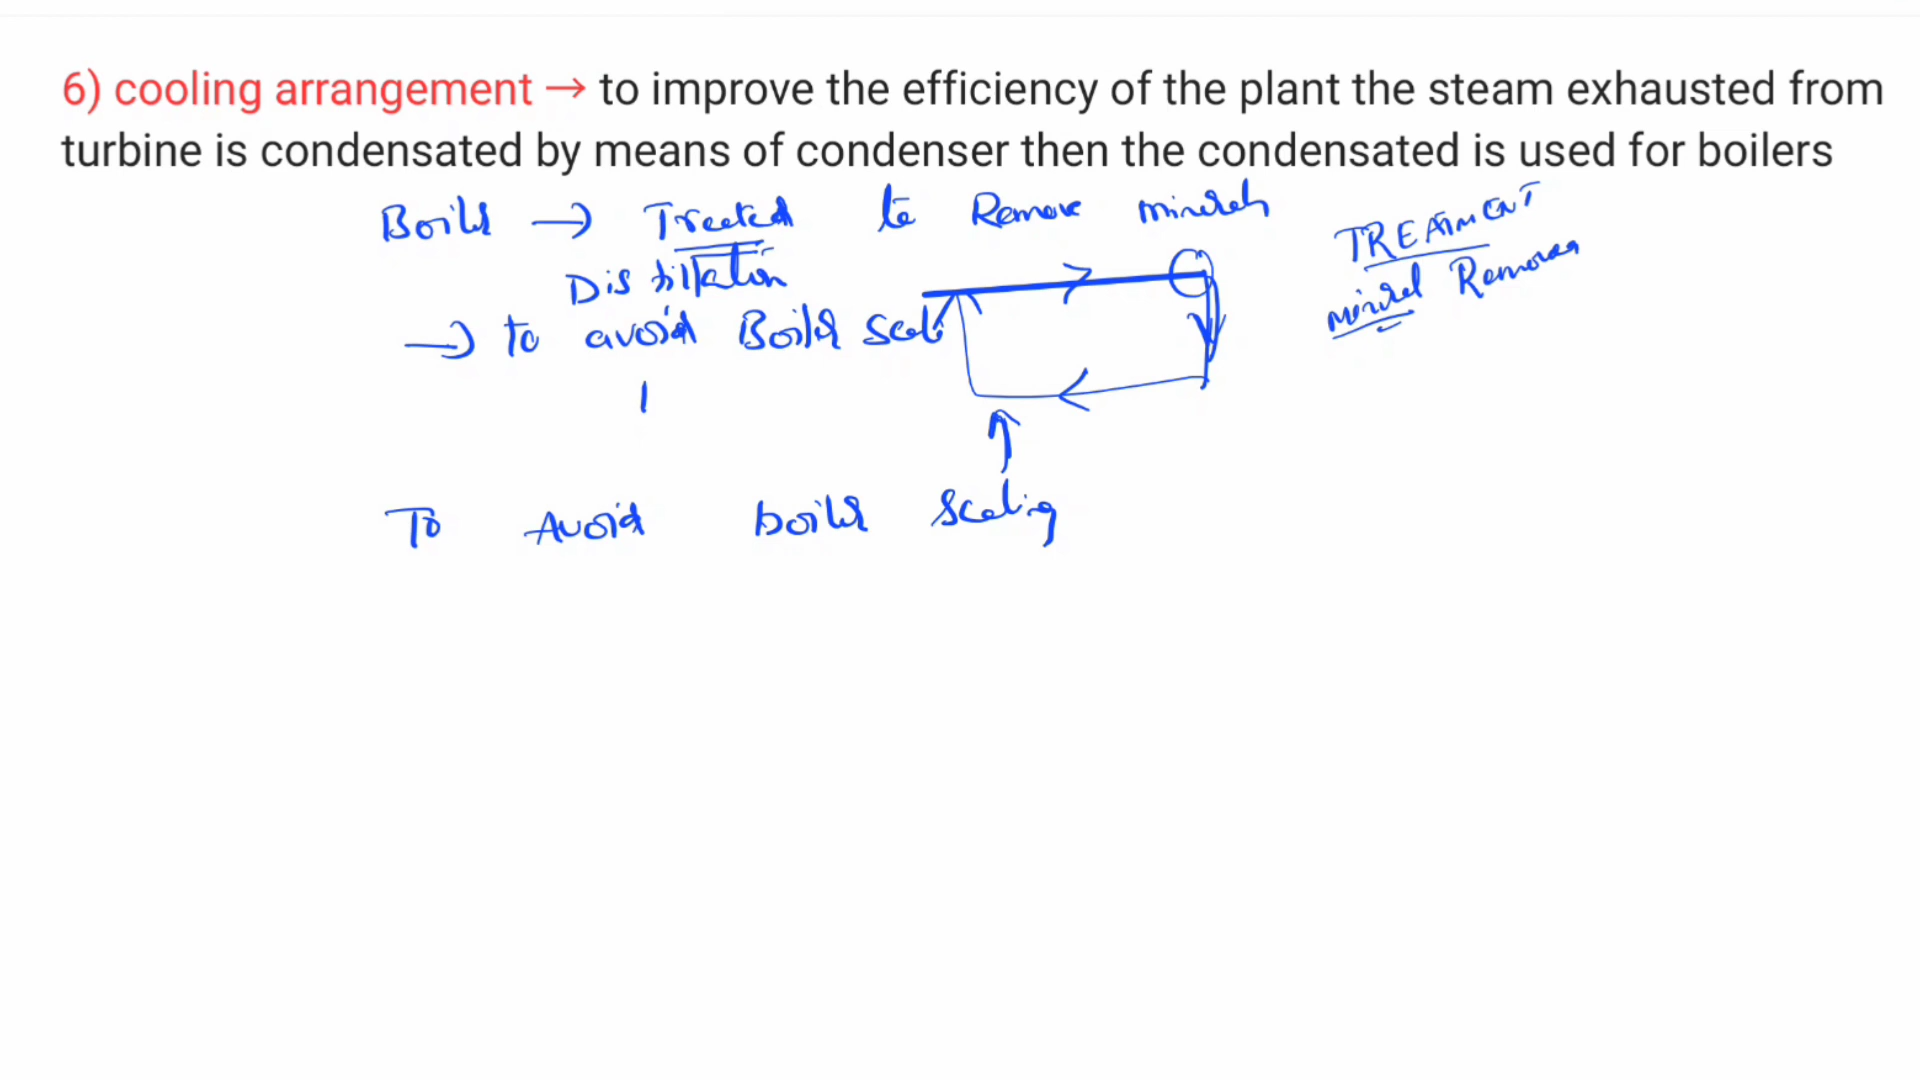 6) cooling arrangement → to improve the efficiency of the plant the steam exhausted from
turbine is condensated by means of condenser then the condensated is used for boilers
Boiler → Treated to Remove minerals
TREATMENT
Distillation
mineral Removes
→ to avoid Boiler scal
To Avoid boiler scaling